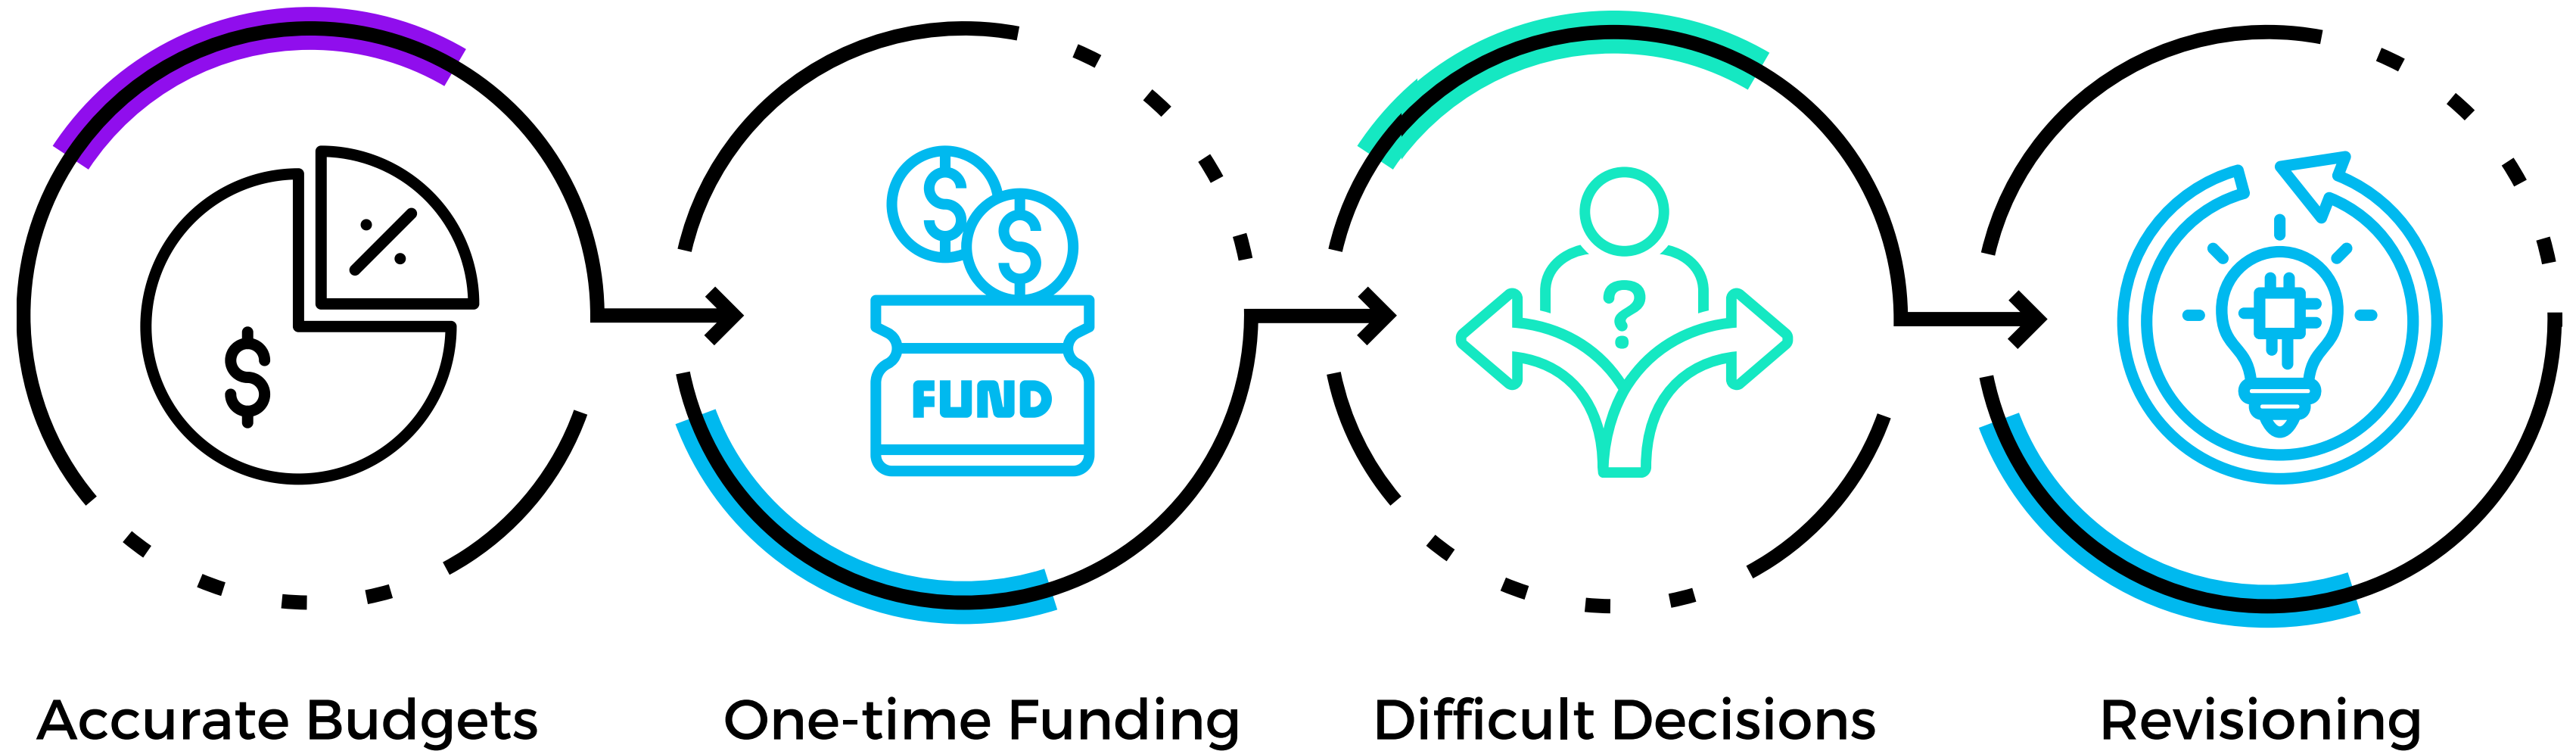 %
$
$
$
FUND
?
Accurate Budgets
One-time Funding
Difficult Decisions
Revisioning